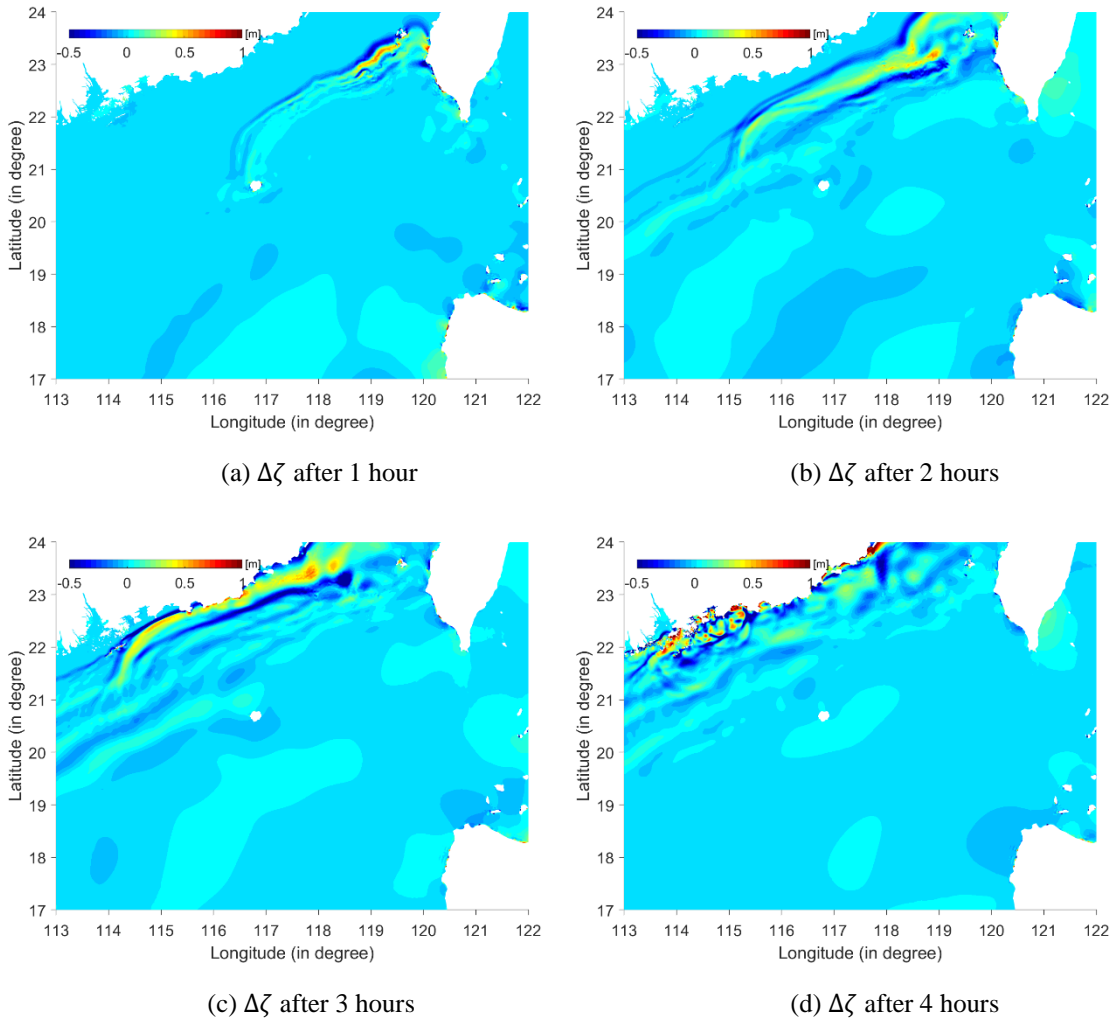 24
23
22
21
20
19
18
17
Latitude (in degree)
-0.5 0 0.5 1 [m]
113 114 115 116 117 118 119 120 121 122
Longitude (in degree)
(a) Δζ after 1 hour
24
23
22
21
20
19
18
17
Latitude (in degree)
-0.5 0 0.5 1 [m]
113 114 115 116 117 118 119 120 121 122
Longitude (in degree)
(b) Δζ after 2 hours
24
23
22
21
20
19
18
17
Latitude (in degree)
-0.5 0 0.5 1 [m]
113 114 115 116 117 118 119 120 121 122
Longitude (in degree)
(c) Δζ after 3 hours
24
23
22
21
20
19
18
17
Latitude (in degree)
-0.5 0 0.5 1 [m]
113 114 115 116 117 118 119 120 121 122
Longitude (in degree)
(d) Δζ after 4 hours